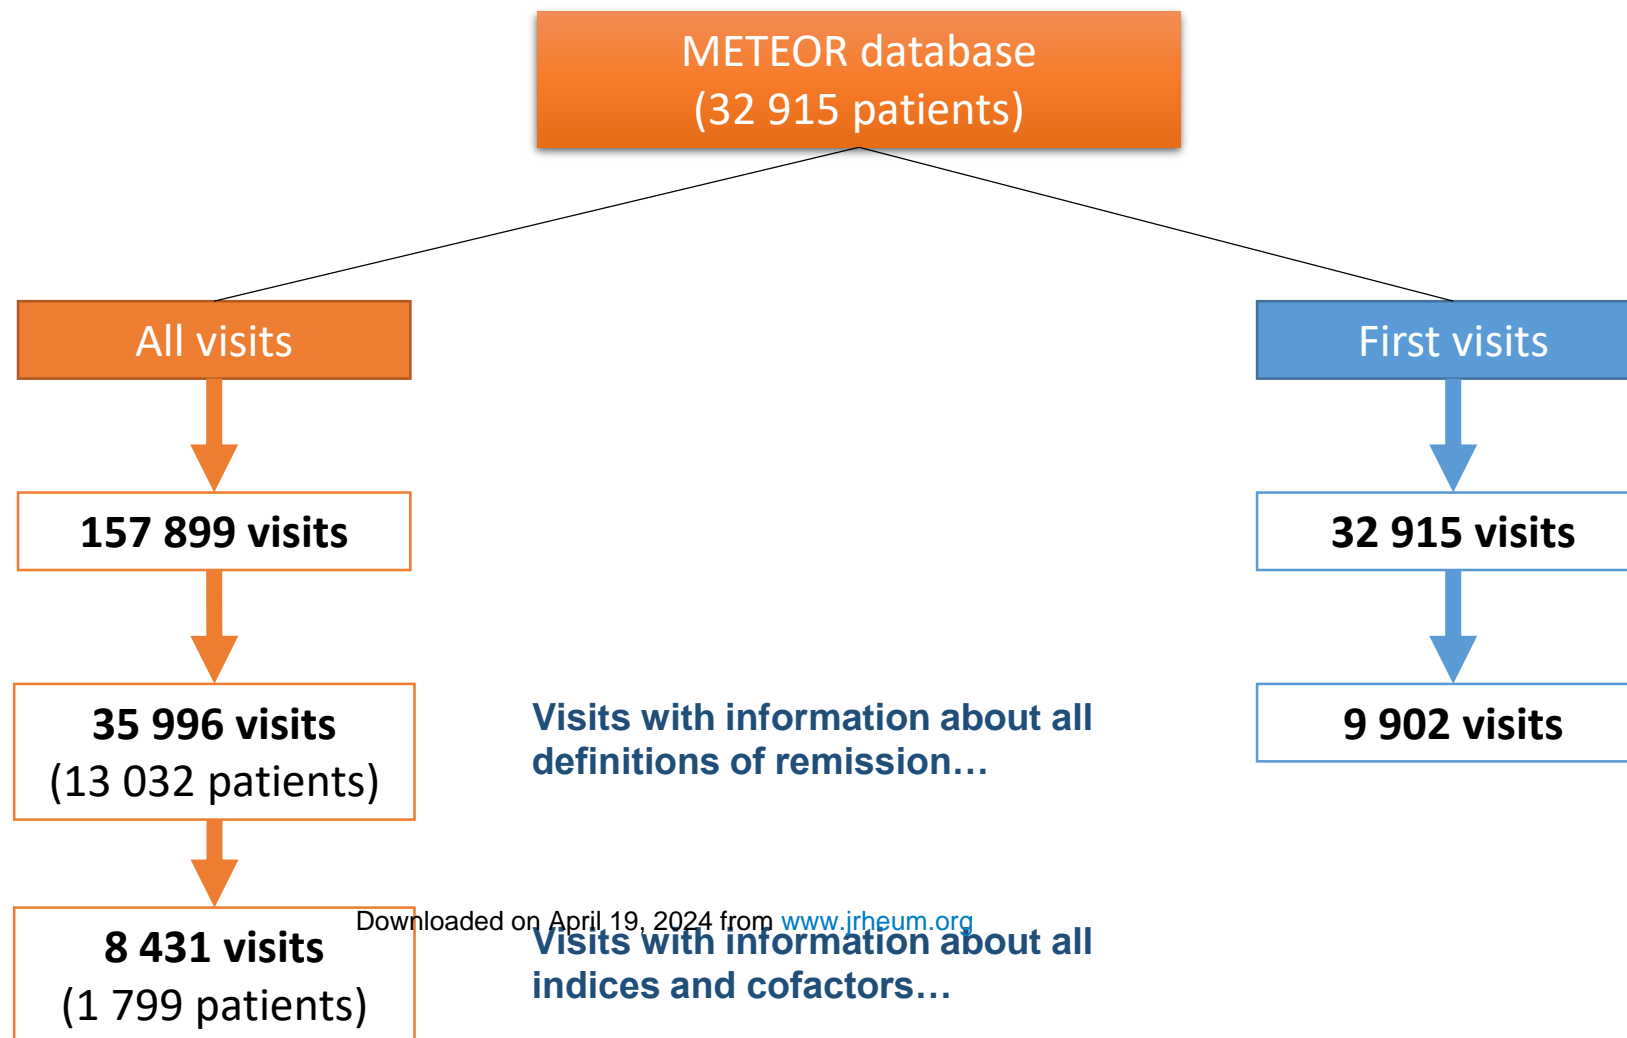 METEOR database
(32 915 patients)
All visits
First visits
157 899 visits
32 915 visits
35 996 visits
(13 032 patients)
Visits with information about all
definitions of remission…
9 902 visits
8 431 visits
(1 799 patients)
Downloaded on April 19, 2024 from www.jrheum.org
Visits with information about all
indices and cofactors…